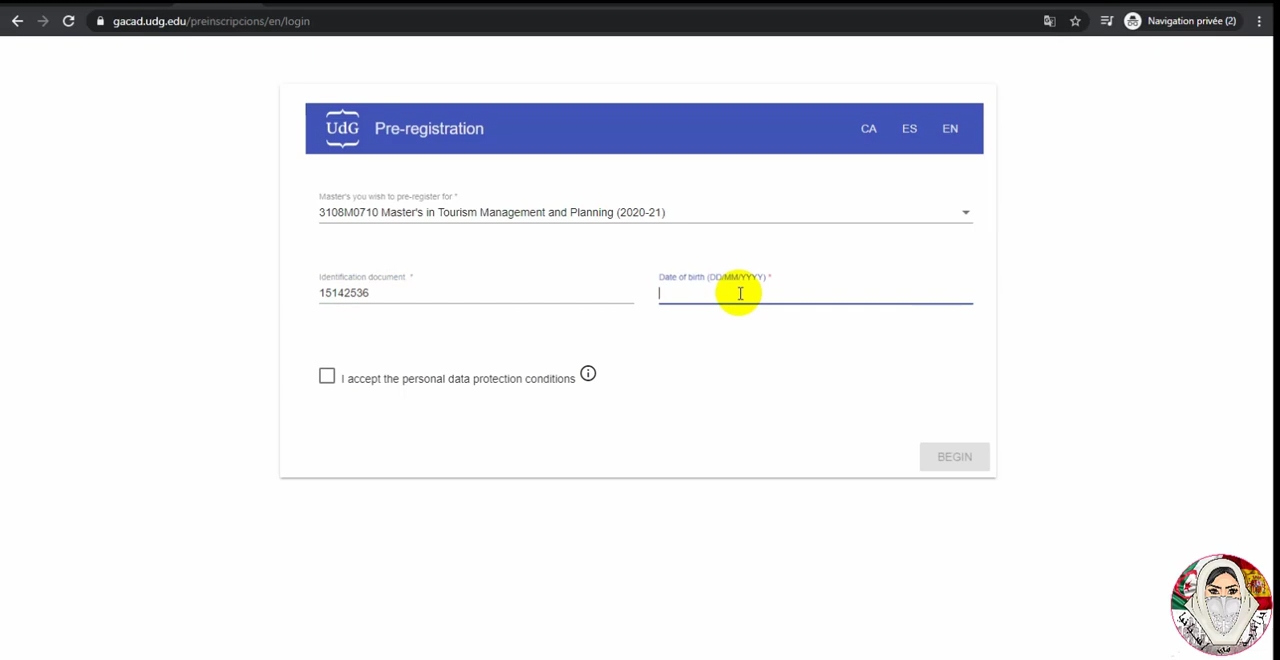 gacad.udg.edu/preinscripcions/en/login
Navigation privée (2)
UdG Pre-registration CA ES EN
Master's you wish to pre-register for *
3108M0710 Master's in Tourism Management and Planning (2020-21)
Identification document * Date of birth (DD/MM/YYYY) *
15142536
I accept the personal data protection conditions
BEGIN